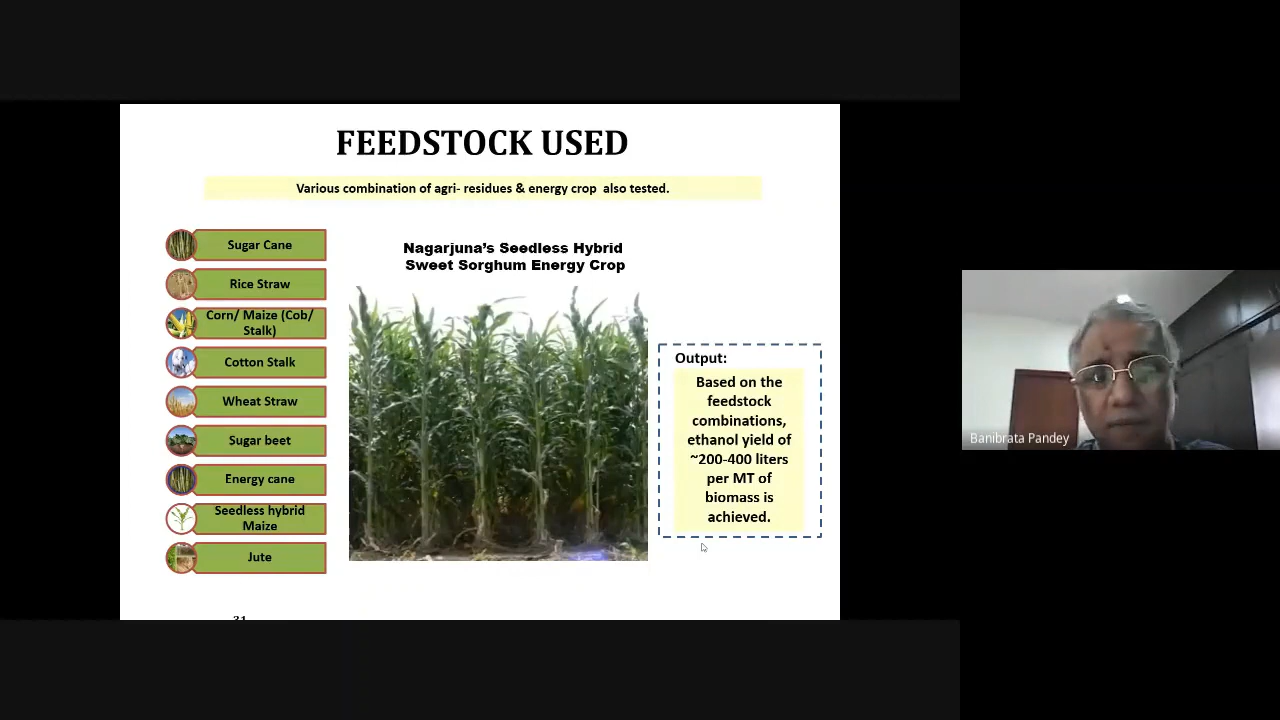 FEEDSTOCK USED
Various combination of agri- residues & energy crop also tested.
Sugar Cane
Rice Straw
Corn/ Maize (Cob/
Stalk)
Cotton Stalk
Wheat Straw
Sugar beet
Energy cane
Seedless hybrid
Maize
Jute
Nagarjuna's Seedless Hybrid
Sweet Sorghum Energy Crop
Output:
Based on the
feedstock
combinations,
ethanol yield of
~200-400 liters
per MT of
biomass is
achieved.
31
Banibrata Pandey